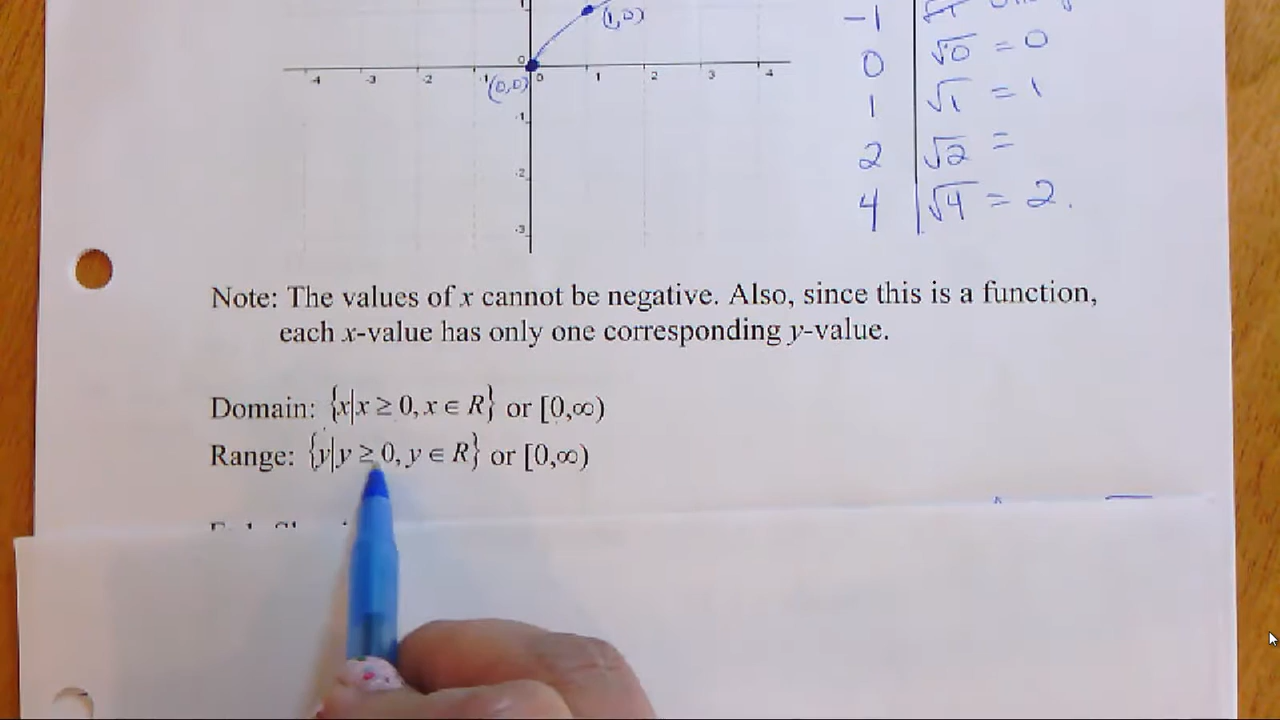 (1,0)
0
-4 -3 -2 -1 0 1 2 3 4
(0,0)
-1
-2
-3
-1
0 √0 = 0
1 √1 = 1
2 √2 =
4 √4 = 2.
Note: The values of x cannot be negative. Also, since this is a function,
each x-value has only one corresponding y-value.
Domain: {x|x ≥ 0, x ∈ R} or [0,∞)
Range: {y|y ≥ 0, y ∈ R} or [0,∞)